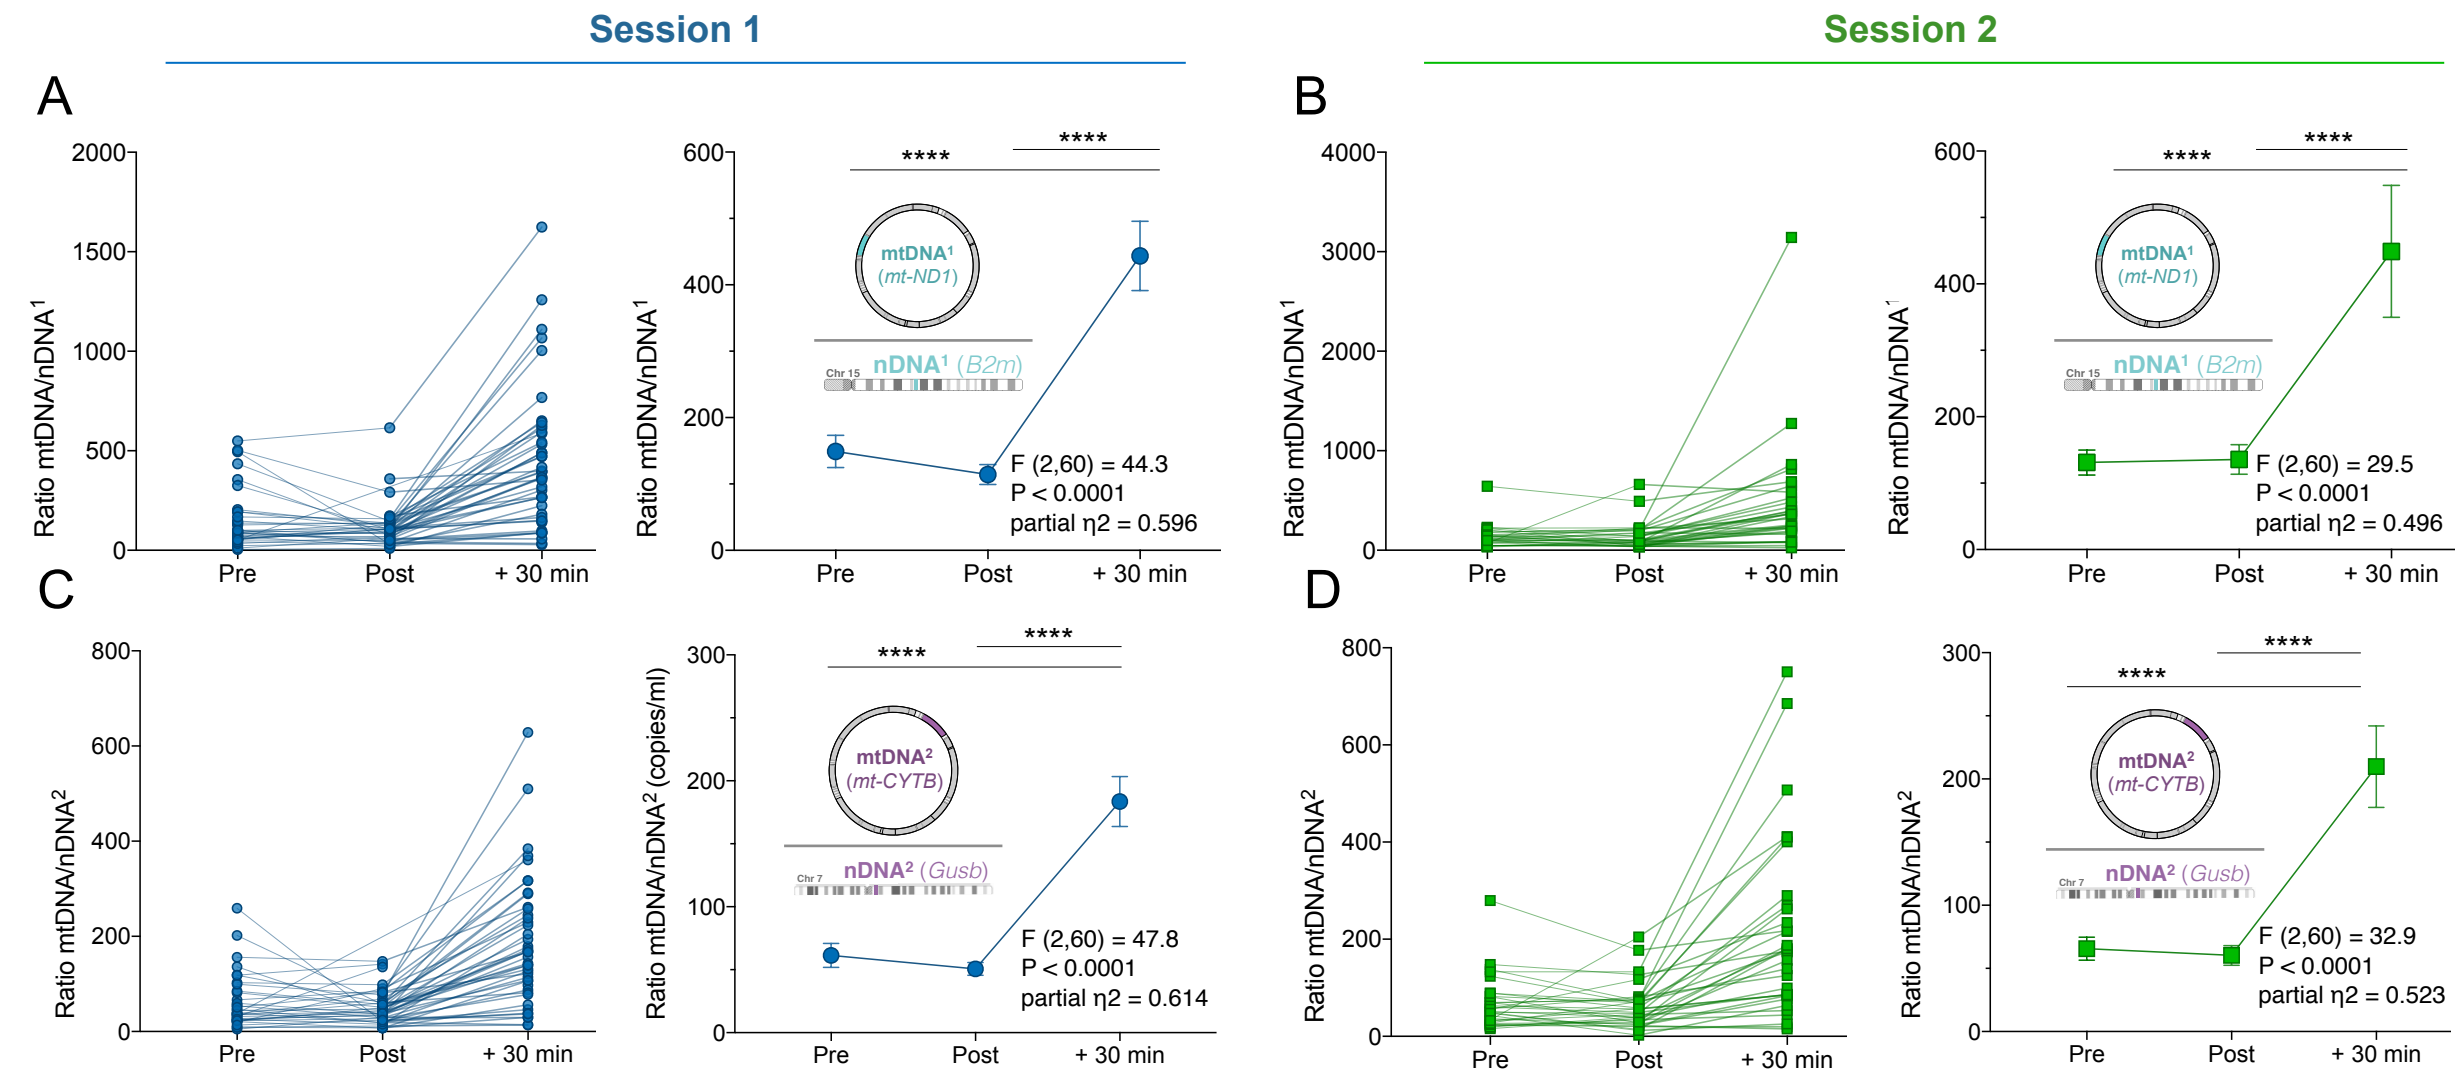 Session 1
Session 2
A
2000
1500
1000
500
0
Ratio mtDNA/nDNA¹
Pre
Post
+ 30 min
600
400
200
0
Ratio mtDNA/nDNA¹
****
****
mtDNA¹
(mt-ND1)
nDNA¹ (B2m)
Chr 15
F (2,60) = 44.3
P < 0.0001
partial η2 = 0.596
Pre
Post
+ 30 min
B
4000
3000
2000
1000
0
Ratio mtDNA/nDNA¹
Pre
Post
+ 30 min
600
400
200
0
Ratio mtDNA/nDNA¹
****
****
mtDNA¹
(mt-ND1)
nDNA¹ (B2m)
Chr 15
F (2,60) = 29.5
P < 0.0001
partial η2 = 0.496
Pre
Post
+ 30 min
C
800
600
400
200
0
Ratio mtDNA/nDNA²
Pre
Post
+ 30 min
300
200
100
0
Ratio mtDNA/nDNA² (copies/ml)
****
****
mtDNA²
(mt-CYTB)
nDNA² (Gusb)
Chr 7
F (2,60) = 47.8
P < 0.0001
partial η2 = 0.614
Pre
Post
+ 30 min
D
800
600
400
200
0
Ratio mtDNA/nDNA²
Pre
Post
+ 30 min
300
200
100
0
Ratio mtDNA/nDNA²
****
****
mtDNA²
(mt-CYTB)
nDNA² (Gusb)
Chr 7
F (2,60) = 32.9
P < 0.0001
partial η2 = 0.523
Pre
Post
+ 30 min